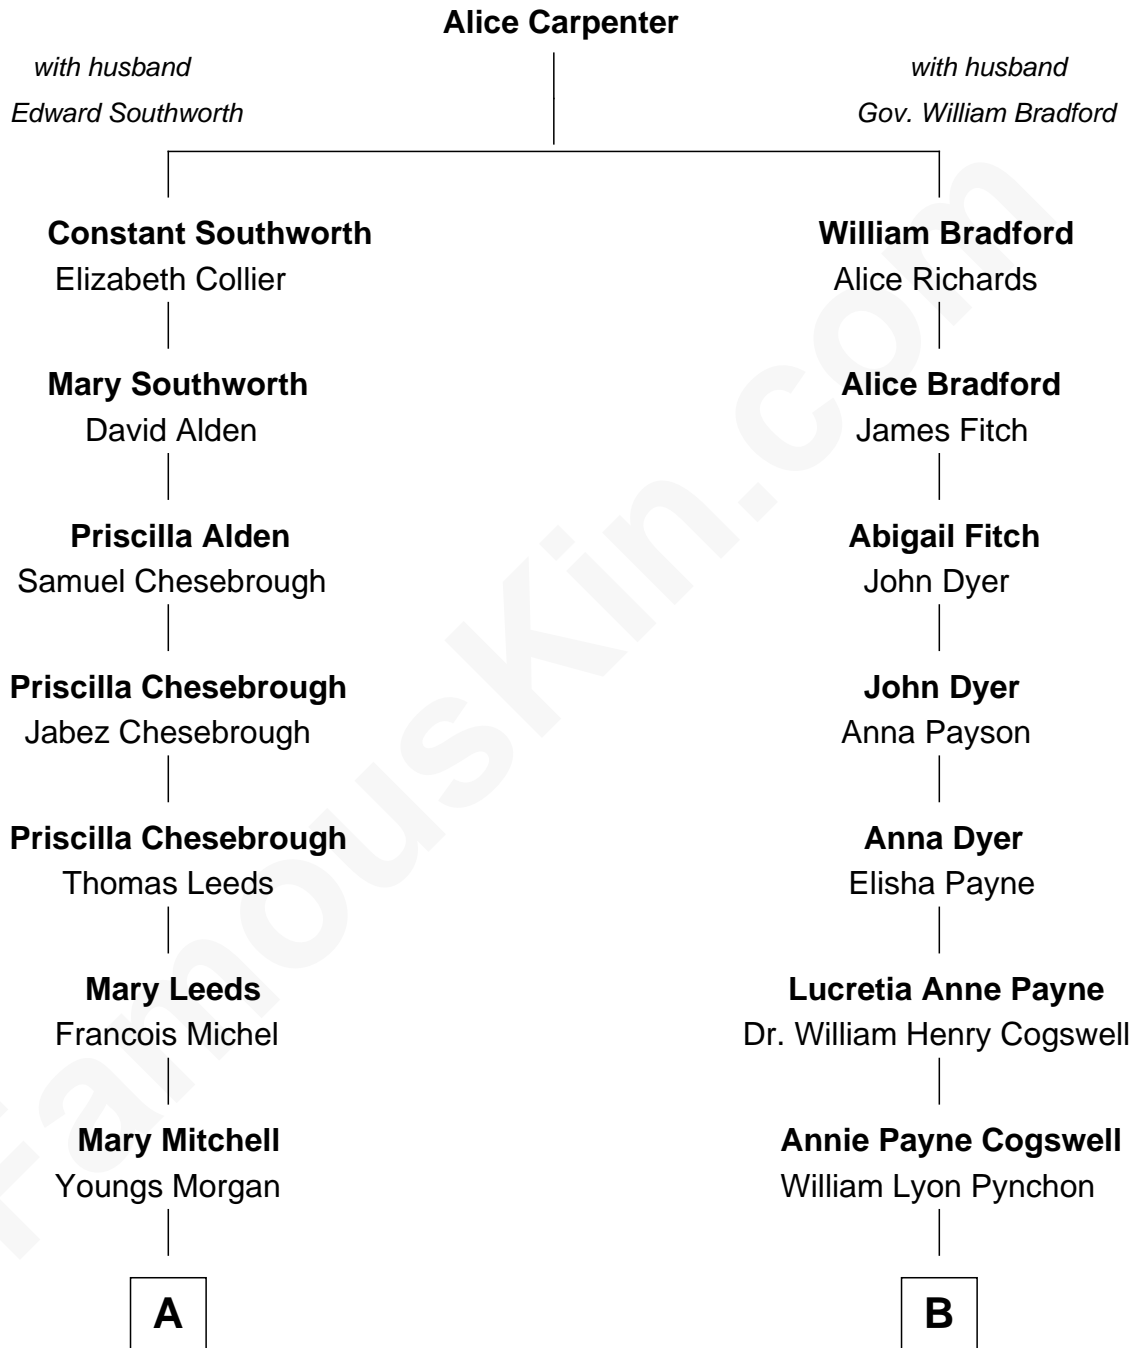 Alice Carpenter
with husband
Edward Southworth
with husband
Gov. William Bradford
Constant Southworth
Elizabeth Collier
William Bradford
Alice Richards
Mary Southworth
David Alden
Alice Bradford
James Fitch
Priscilla Alden
Samuel Chesebrough
Abigail Fitch
John Dyer
Priscilla Chesebrough
Jabez Chesebrough
John Dyer
Anna Payson
Priscilla Chesebrough
Thomas Leeds
Anna Dyer
Elisha Payne
Mary Leeds
Francois Michel
Lucretia Anne Payne
Dr. William Henry Cogswell
Mary Mitchell
Youngs Morgan
Annie Payne Cogswell
William Lyon Pynchon
A
B
FamousKin.com